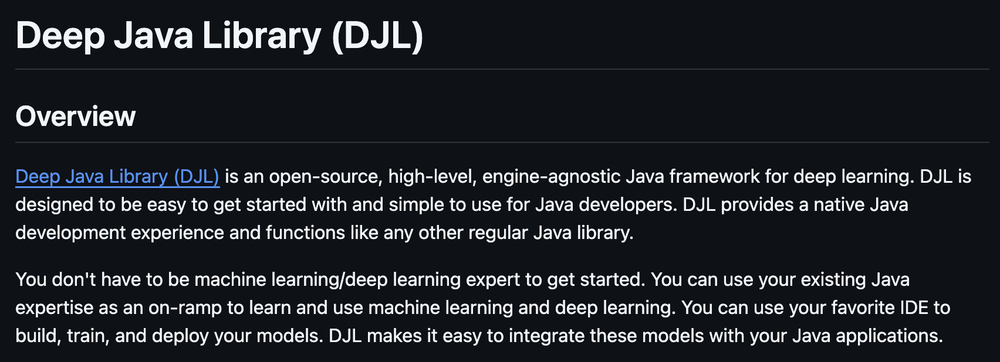 Deep Java Library (DJL)
Overview
Deep Java Library (DJL) is an open-source, high-level, engine-agnostic Java framework for deep learning. DJL is
designed to be easy to get started with and simple to use for Java developers. DJL provides a native Java
development experience and functions like any other regular Java library.
You don't have to be machine learning/deep learning expert to get started. You can use your existing Java
expertise as an on-ramp to learn and use machine learning and deep learning. You can use your favorite IDE to
build, train, and deploy your models. DJL makes it easy to integrate these models with your Java applications.